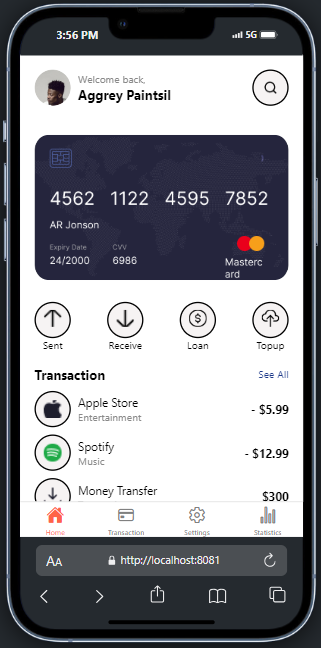 3:56 PM 5G
Welcome back,
Aggrey Paintsil
4562 1122 4595 7852
AR Jonson
Expiry Date CVV
24/2000 6986
Masterc
ard
Sent Receive Loan Topup
Transaction See All
Apple Store - $5.99
Entertainment
Spotify - $12.99
Music
Money Transfer $300
Home Transaction Settings Statistics
AA http://localhost:8081